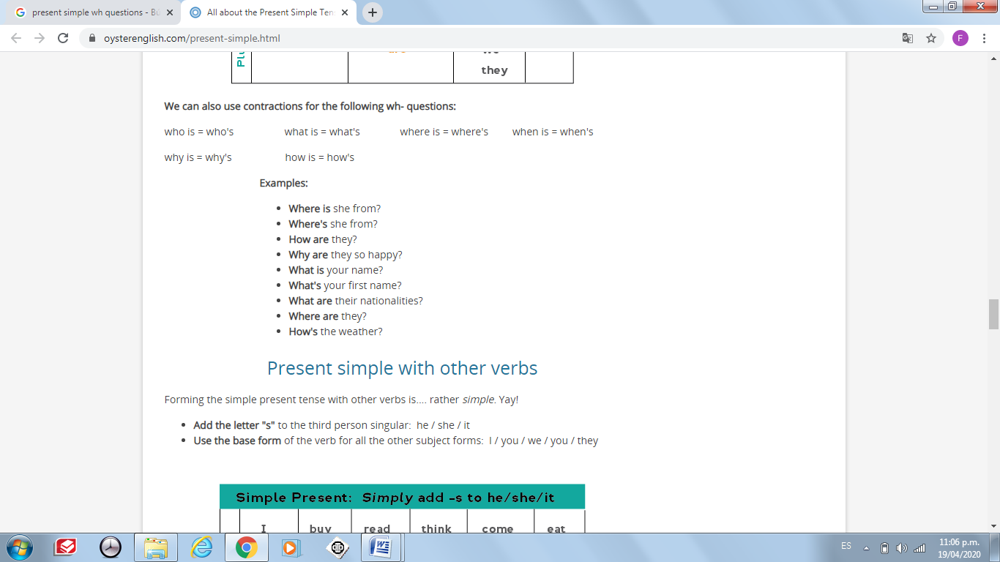 present simple wh questions - Bú
All about the Present Simple Ten
oysterenglish.com/present-simple.html
F
Plu
we
they
We can also use contractions for the following wh- questions:
who is = who's what is = what's where is = where's when is = when's
why is = why's how is = how's
Examples:
Where is she from?
Where's she from?
How are they?
Why are they so happy?
What is your name?
What's your first name?
What are their nationalities?
Where are they?
How's the weather?
Present simple with other verbs
Forming the simple present tense with other verbs is.... rather simple. Yay!
Add the letter "s" to the third person singular: he / she / it
Use the base form of the verb for all the other subject forms: I / you / we / you / they
Simple Present: Simply add -s to he/she/it
I buy read think come eat
ES
11:06 p.m.
19/04/2020